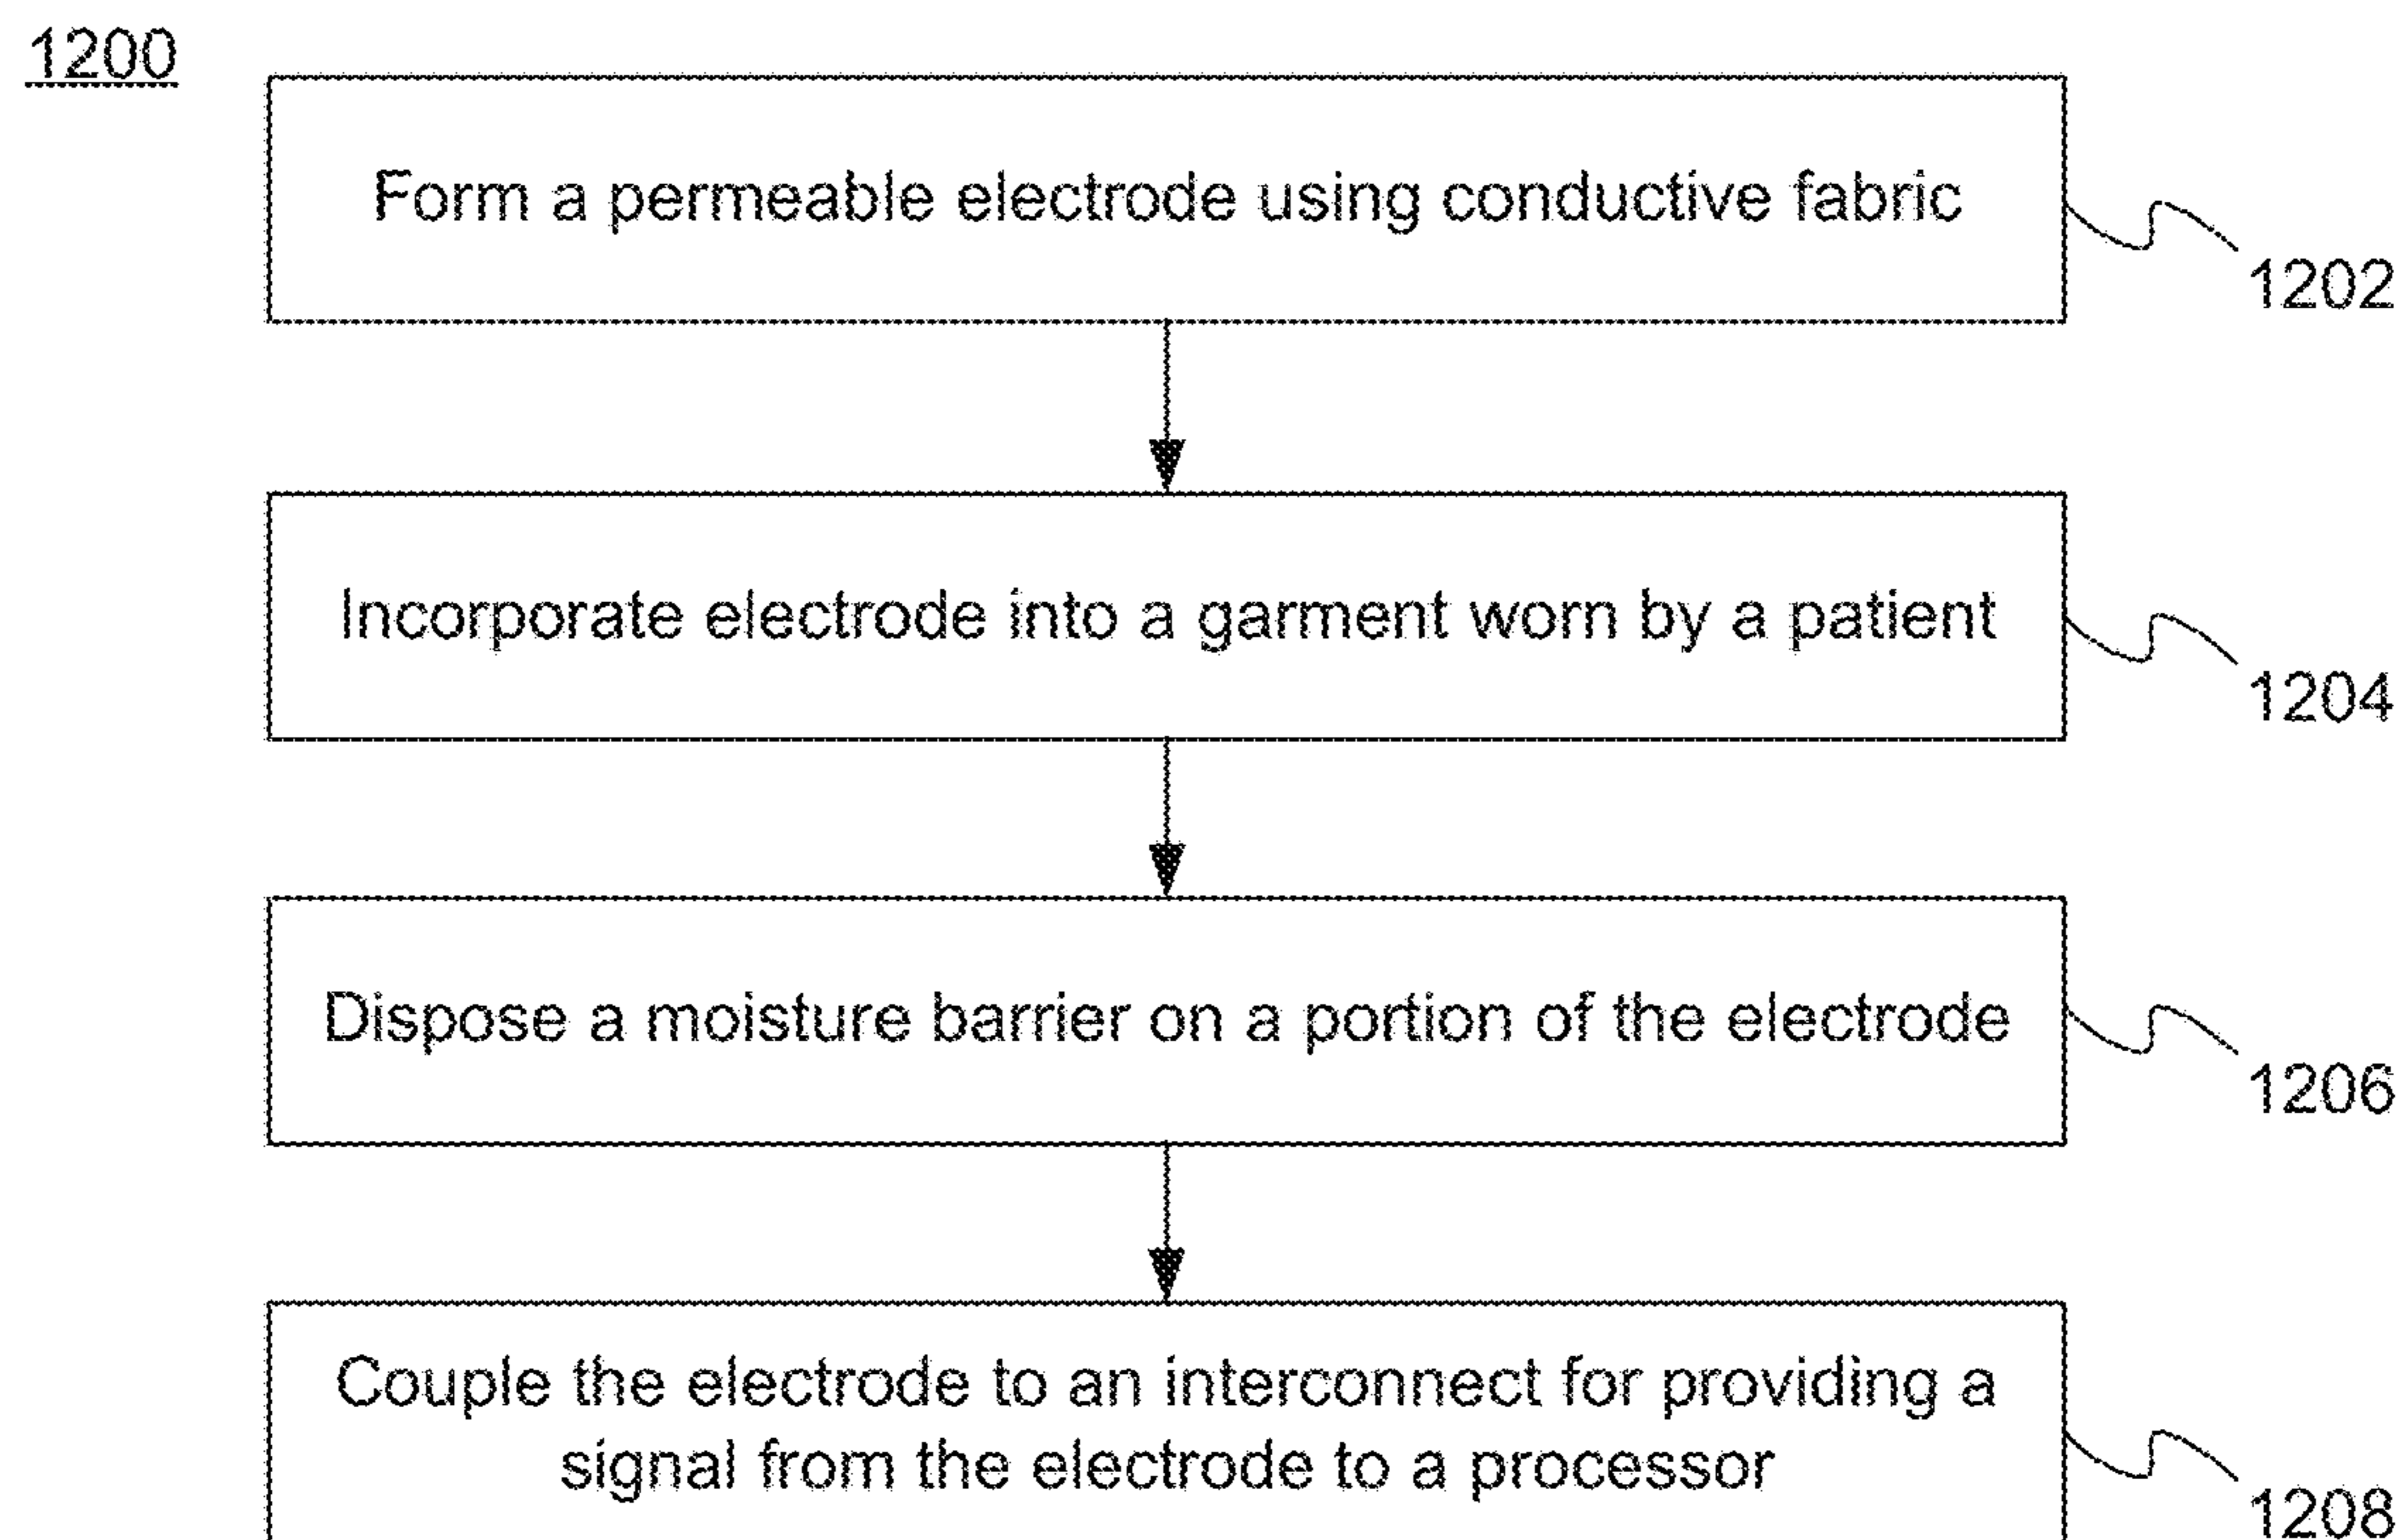 1200
Form a permeable electrode using conductive fabric
1202
Incorporate electrode into a garment worn by a patient
1204
Dispose a moisture barrier on a portion of the electrode
1206
Couple the electrode to an interconnect for providing a
signal from the electrode to a processor
1208